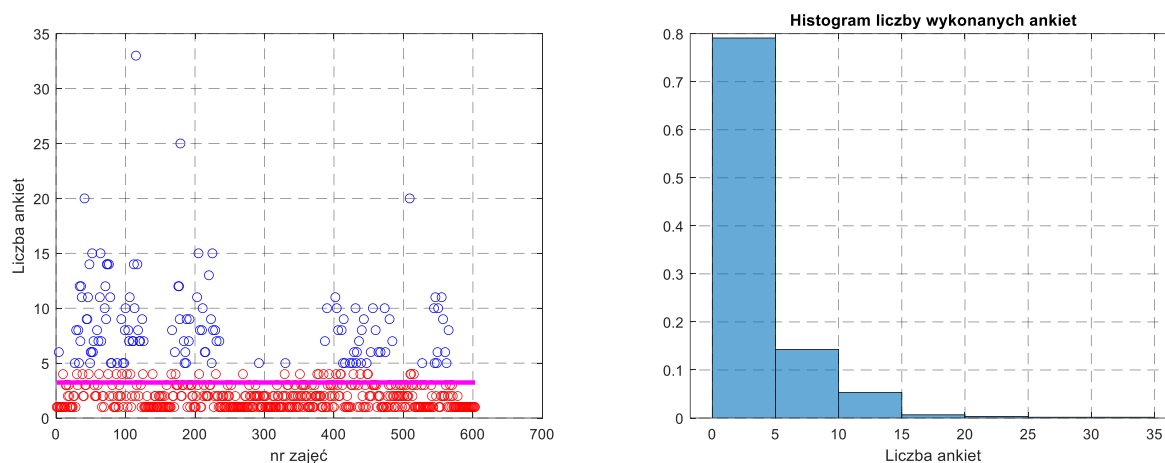 35
30
25
20
15
10
5
0
Liczba ankiet
0 100 200 300 400 500 600 700
nr zajęć
Histogram liczby wykonanych ankiet
0.8
0.7
0.6
0.5
0.4
0.3
0.2
0.1
0
0 5 10 15 20 25 30 35
Liczba ankiet